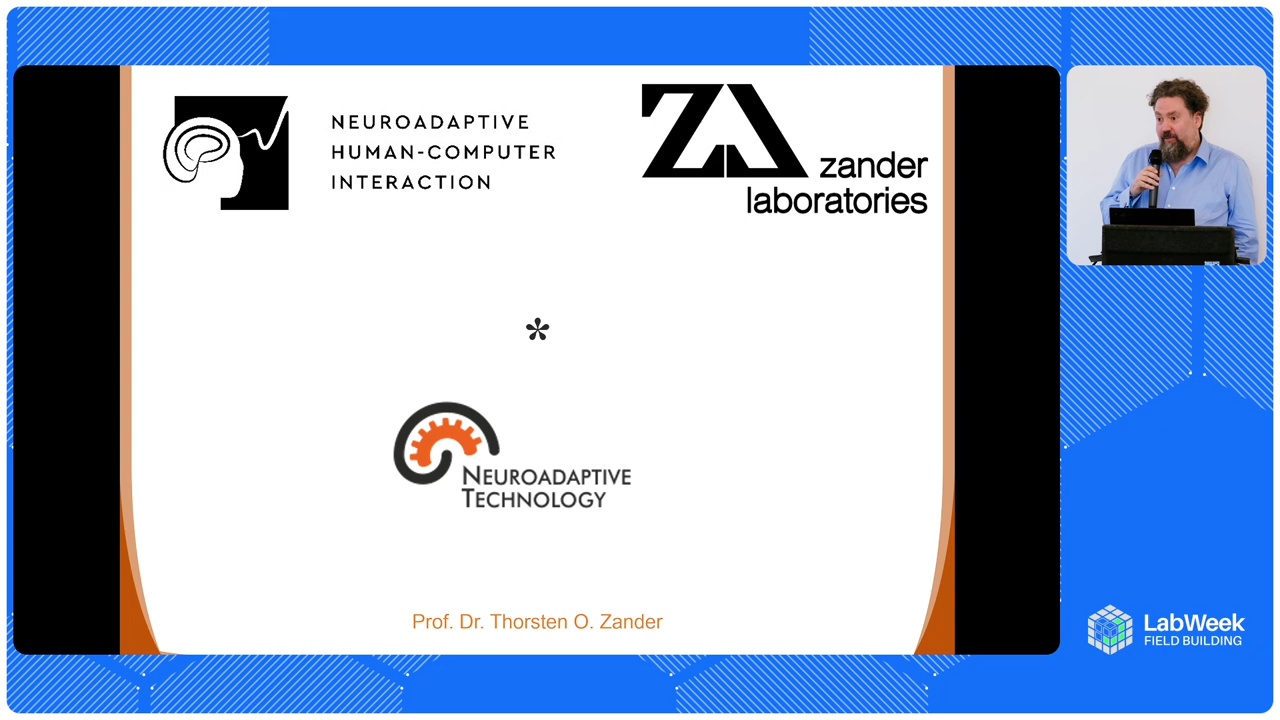 NEUROADAPTIVE
HUMAN-COMPUTER
INTERACTION
zander
laboratories
*
NEUROADAPTIVE
TECHNOLOGY
Prof. Dr. Thorsten O. Zander
LabWeek
FIELD BUILDING